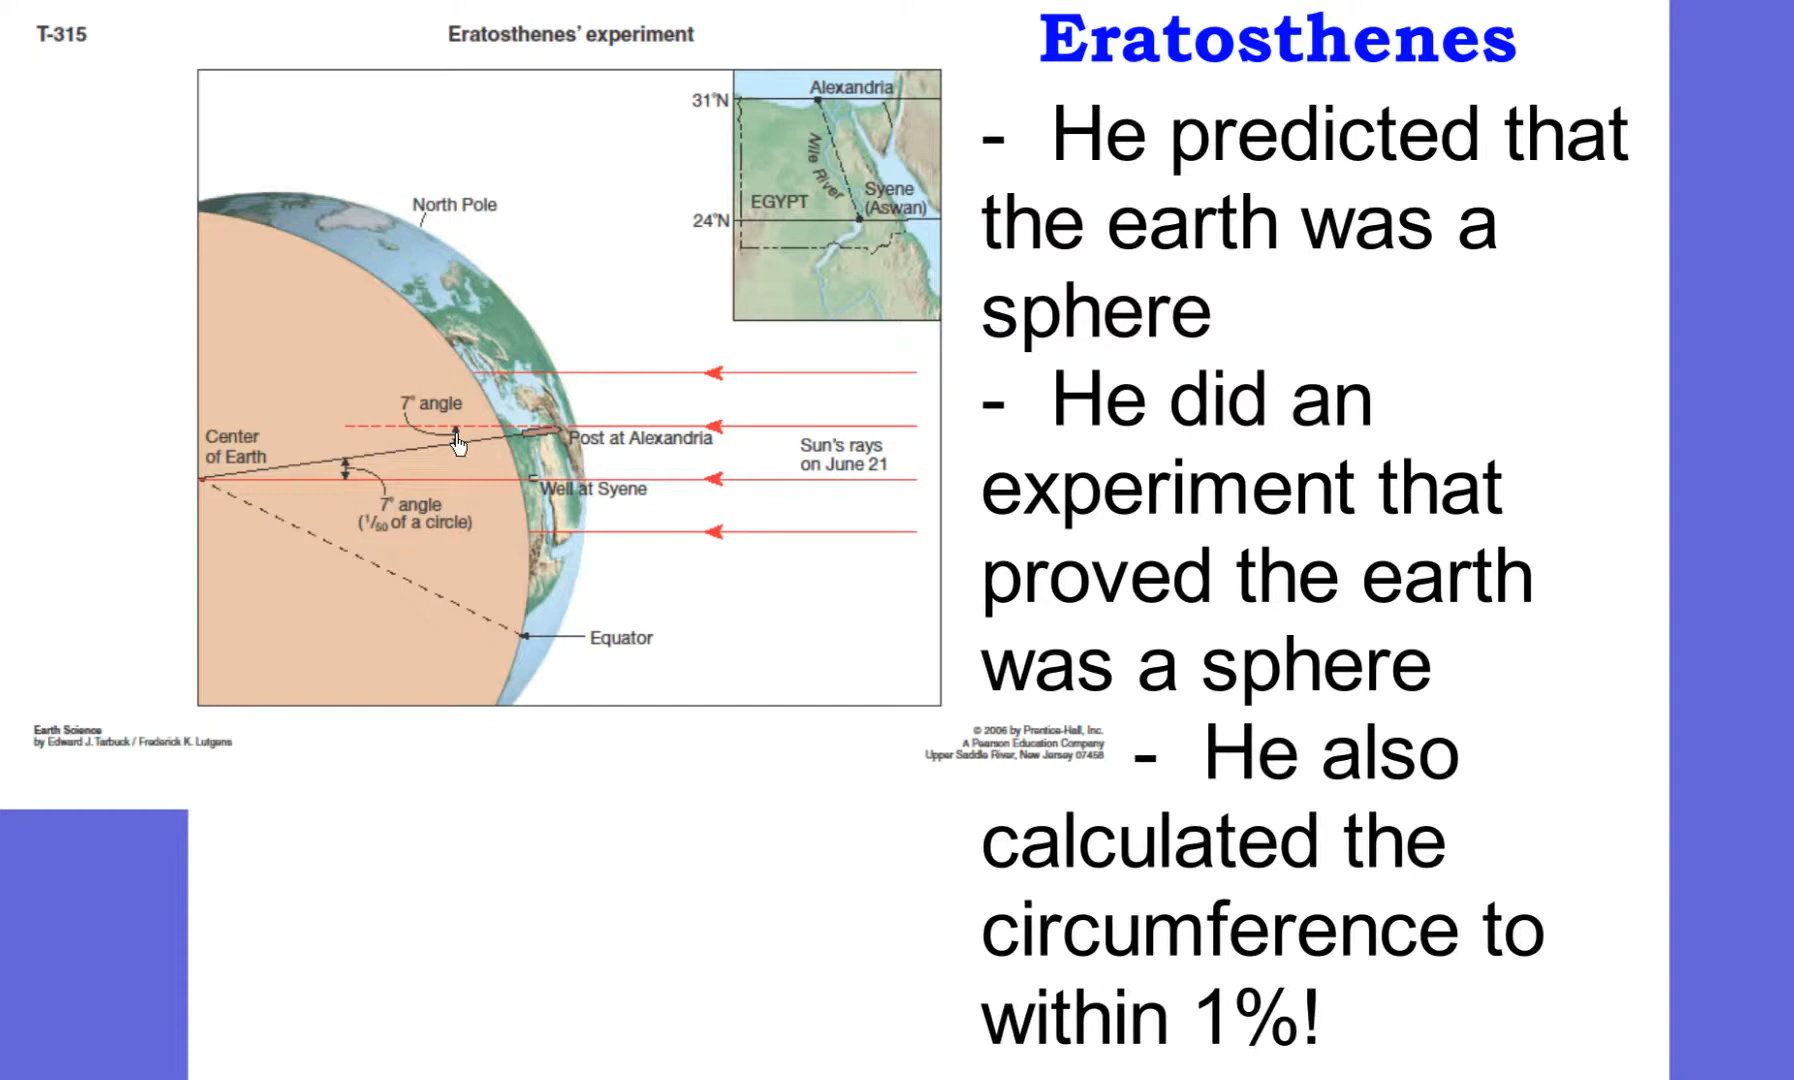 T-315
Eratosthenes' experiment
Alexandria
31°N
Nile River
Syene
(Aswan)
EGYPT
24°N
North Pole
7° angle
Center
of Earth
Post at Alexandria
Sun's rays
on June 21
Well at Syene
7° angle
(1/50 of a circle)
Equator
Earth Science
by Edward J. Tarbuck / Frederick K. Lutgens
© 2006 by Prentice-Hall, Inc.
A Pearson Education Company
Upper Saddle River, New Jersey 07458
Eratosthenes
- He predicted that
the earth was a
sphere
- He did an
experiment that
proved the earth
was a sphere
- He also
calculated the
circumference to
within 1%!